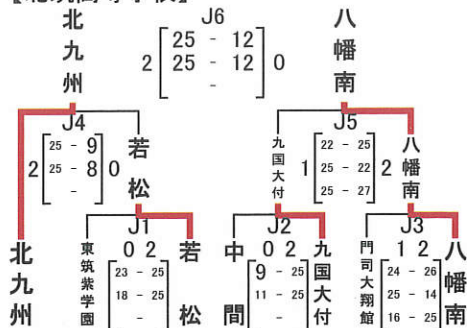 北九州
J6
八幡南
2
25 - 12
25 - 12
-
0
J4
2
25 - 9
25 - 8
-
0
若松
九国大付
J5
1
22 - 25
25 - 22
25 - 27
2
八幡南
北九州
東筑紫学園
J1
0 2
23 - 25
18 - 25
-
若松
中間
J2
0 2
9 - 25
11 - 25
-
九国大付
門司大翔館
J3
1 2
24 - 26
25 - 14
16 - 25
八幡南